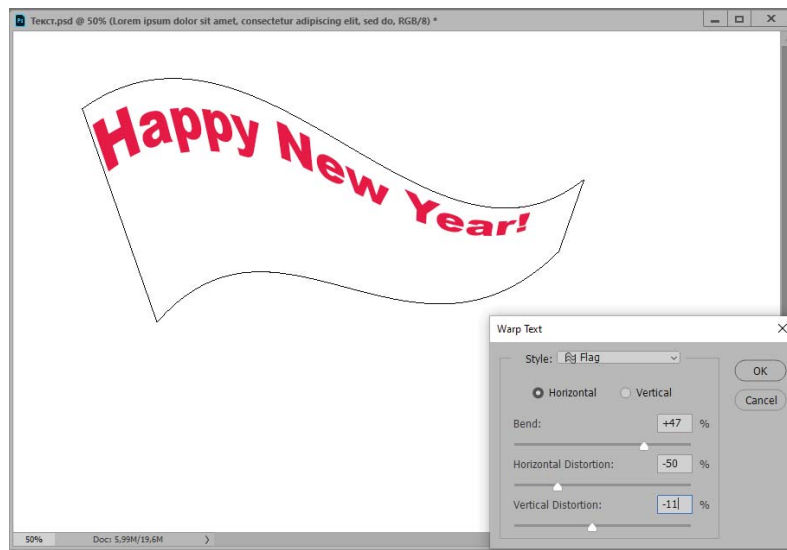 Текст.psd @ 50% (Lorem ipsum dolor sit amet, consectetur adipiscing elit, sed do, RGB/8) *
Happy New Year!
Warp Text
Style: Flag
OK
Horizontal Vertical
Cancel
Bend: +47 %
Horizontal Distortion: -50 %
Vertical Distortion: -11 %
50% Doc: 5,99M/19,6M